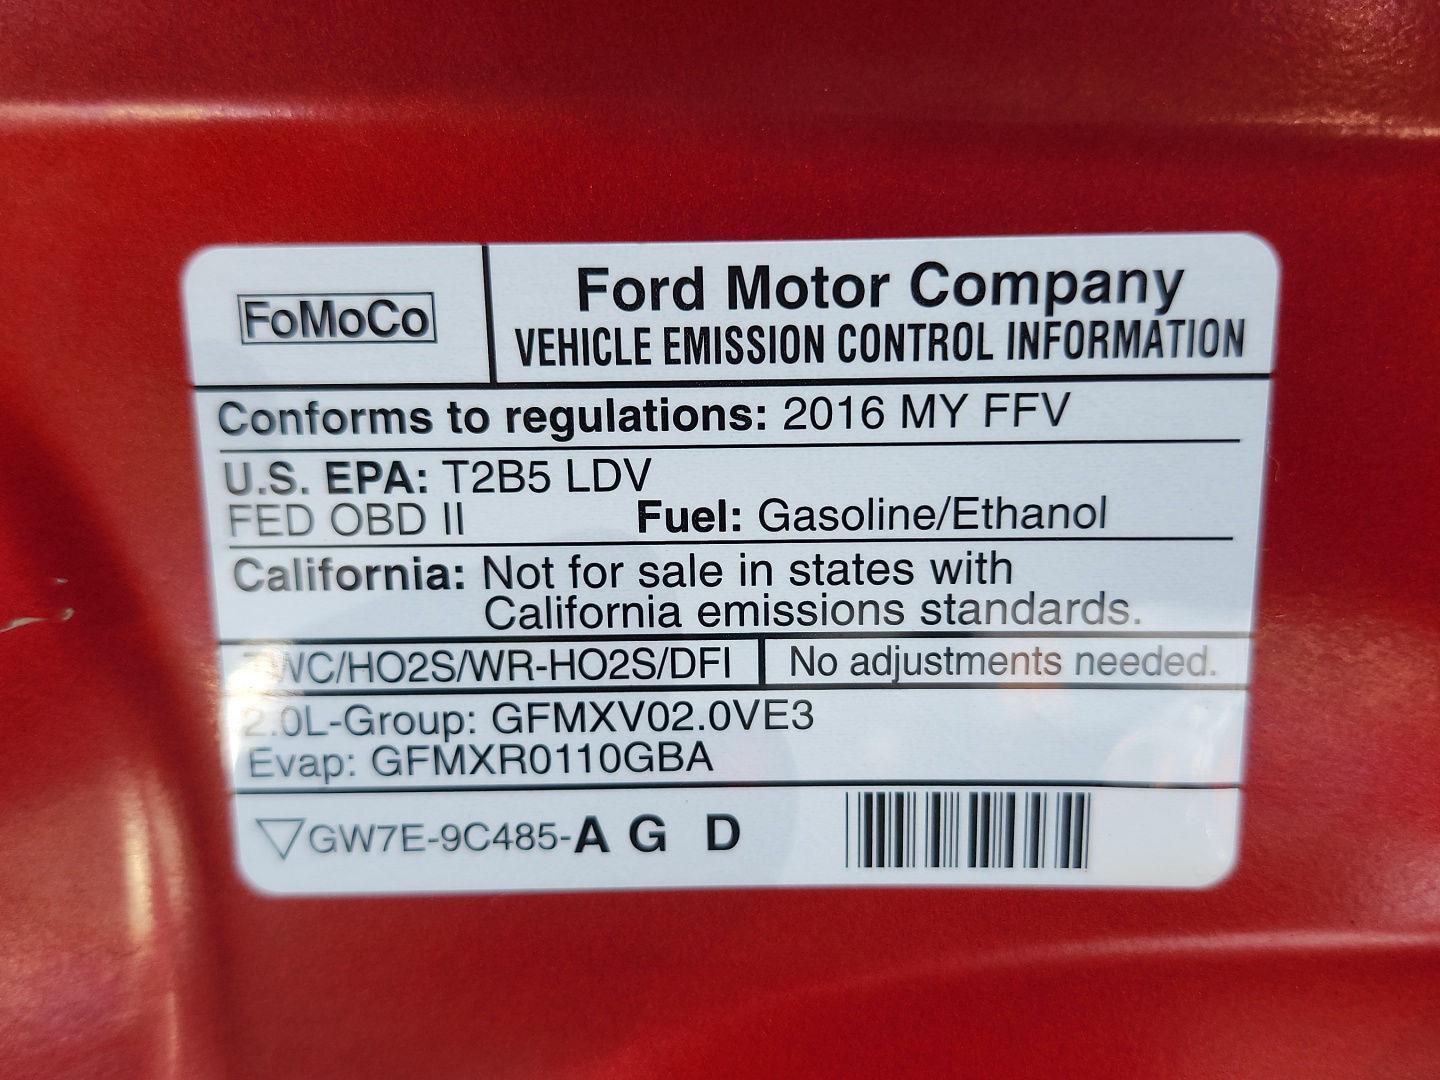 FoMoCo
Ford Motor Company
VEHICLE EMISSION CONTROL INFORMATION
Conforms to regulations: 2016 MY FFV
U.S. EPA: T2B5 LDV
FED OBD II Fuel: Gasoline/Ethanol
California: Not for sale in states with
California emissions standards.
TWC/HO2S/WR-HO2S/DFI No adjustments needed.
2.0L-Group: GFMXV02.0VE3
Evap: GFMXR0110GBA
GW7E-9C485-A G D